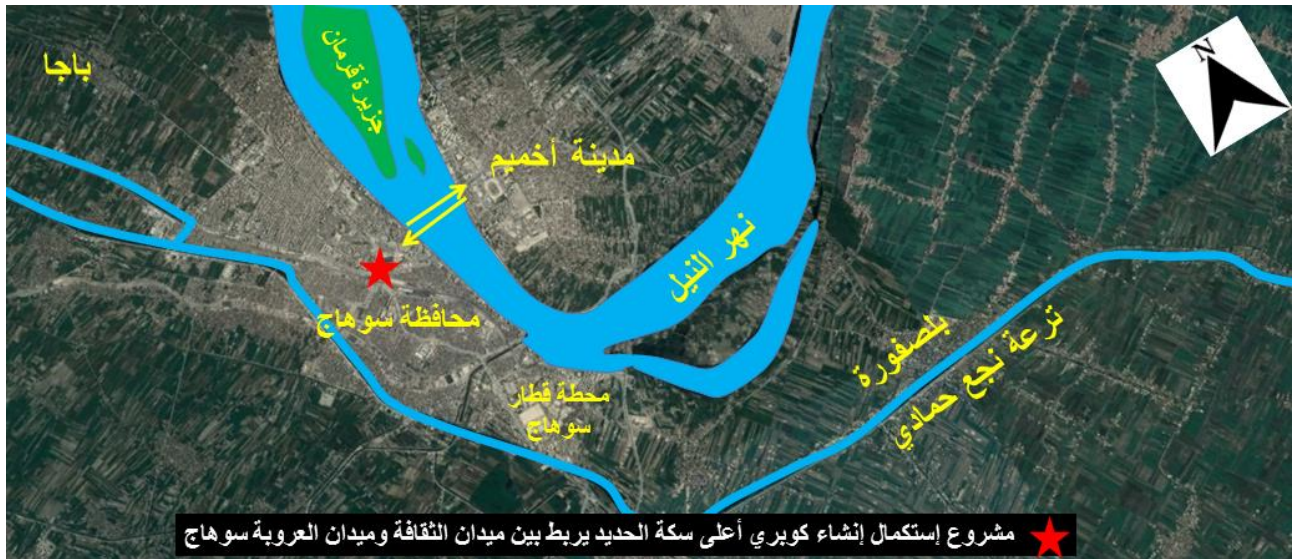 باجا
جزيرة قرمان
N
مدينة أخميم
نهر النيل
محافظة سوهاج
محطة قطار
سوهاج
بلصفورة
ترعة نجع حمادي
مشروع إستكمال إنشاء كوبري أعلى سكة الحديد يربط بين ميدان الثقافة وميدان العروبة سوهاج